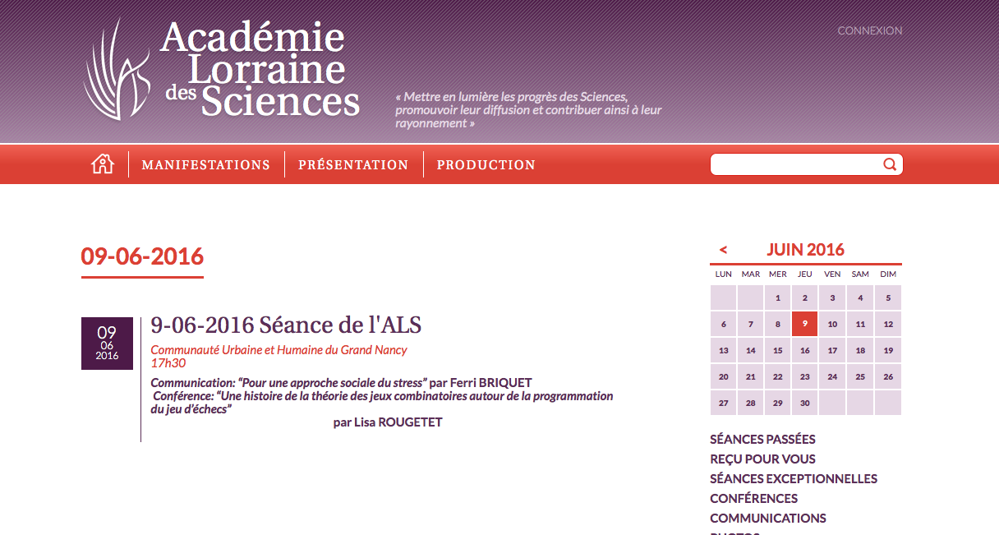 Académie
Lorraine
des Sciences
CONNEXION
« Mettre en lumière les progrès des Sciences,
promouvoir leur diffusion et contribuer ainsi à leur
rayonnement »
MANIFESTATIONS
PRÉSENTATION
PRODUCTION
09-06-2016
09
06
2016
9-06-2016 Séance de l'ALS
Communauté Urbaine et Humaine du Grand Nancy
17h30
Communication: “Pour une approche sociale du stress” par Ferri BRIQUET
Conférence: “Une histoire de la théorie des jeux combinatoires autour de la programmation
du jeu d’échecs”
par Lisa ROUGETET
< JUIN 2016
LUN MAR MER JEU VEN SAM DIM
1 2 3 4 5
6 7 8 9 10 11 12
13 14 15 16 17 18 19
20 21 22 23 24 25 26
27 28 29 30
SÉANCES PASSÉES
REÇU POUR VOUS
SÉANCES EXCEPTIONNELLES
CONFÉRENCES
COMMUNICATIONS